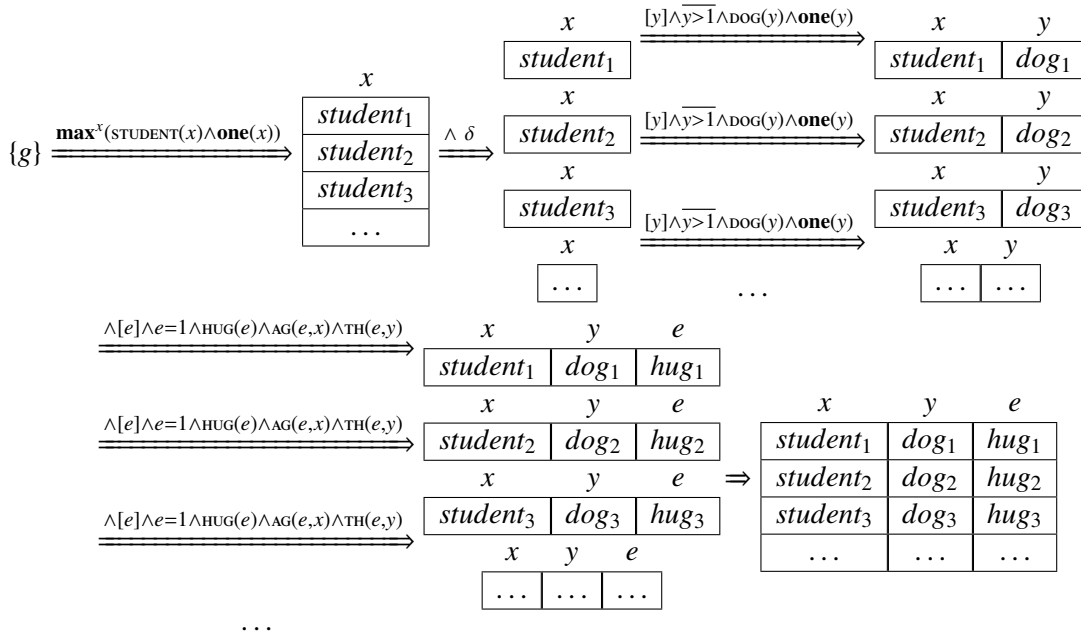 x y x y
[y]∧y̅>̅1̅∧DOG(y)∧one(y)
student₁ student₁ dog₁
x
student₁
x x y
[y]∧y̅>̅1̅∧DOG(y)∧one(y)
{g} max^x(STUDENT(x)∧one(x)) student₂ ∧ δ student₂ student₂ dog₂
student₃
x x y
student₃ student₃ dog₃
…
[y]∧y̅>̅1̅∧DOG(y)∧one(y)
x x y
… … … …
∧[e]∧e=1∧HUG(e)∧AG(e,x)∧TH(e,y) x y e
student₁ dog₁ hug₁
∧[e]∧e=1∧HUG(e)∧AG(e,x)∧TH(e,y) x y e x y e
student₂ dog₂ hug₂ student₁ dog₁ hug₁
x y e ⇒ student₂ dog₂ hug₂
∧[e]∧e=1∧HUG(e)∧AG(e,x)∧TH(e,y) student₃ dog₃ hug₃ student₃ dog₃ hug₃
x y e … … …
… … …
…